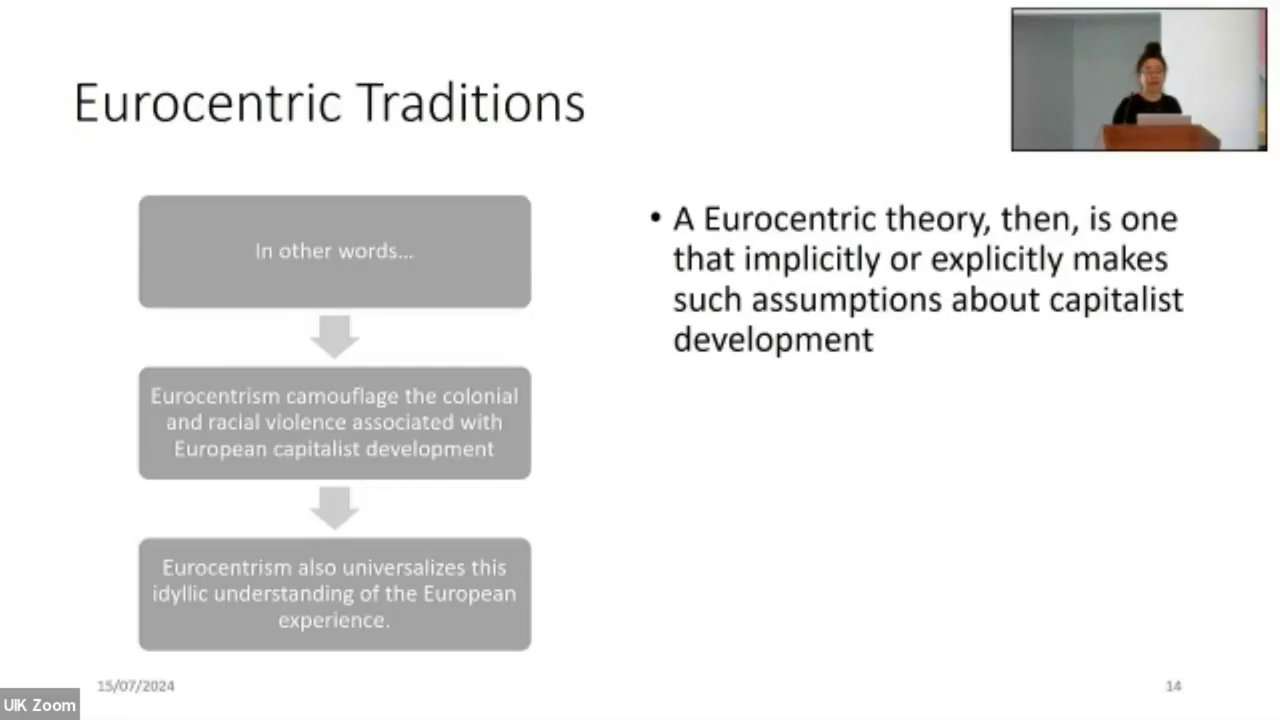 Eurocentric Traditions
In other words...
Eurocentrism camouflage the colonial
and racial violence associated with
European capitalist development
Eurocentrism also universalizes this
idyllic understanding of the European
experience.
• A Eurocentric theory, then, is one
that implicitly or explicitly makes
such assumptions about capitalist
development
15/07/2024
14
UIK Zoom